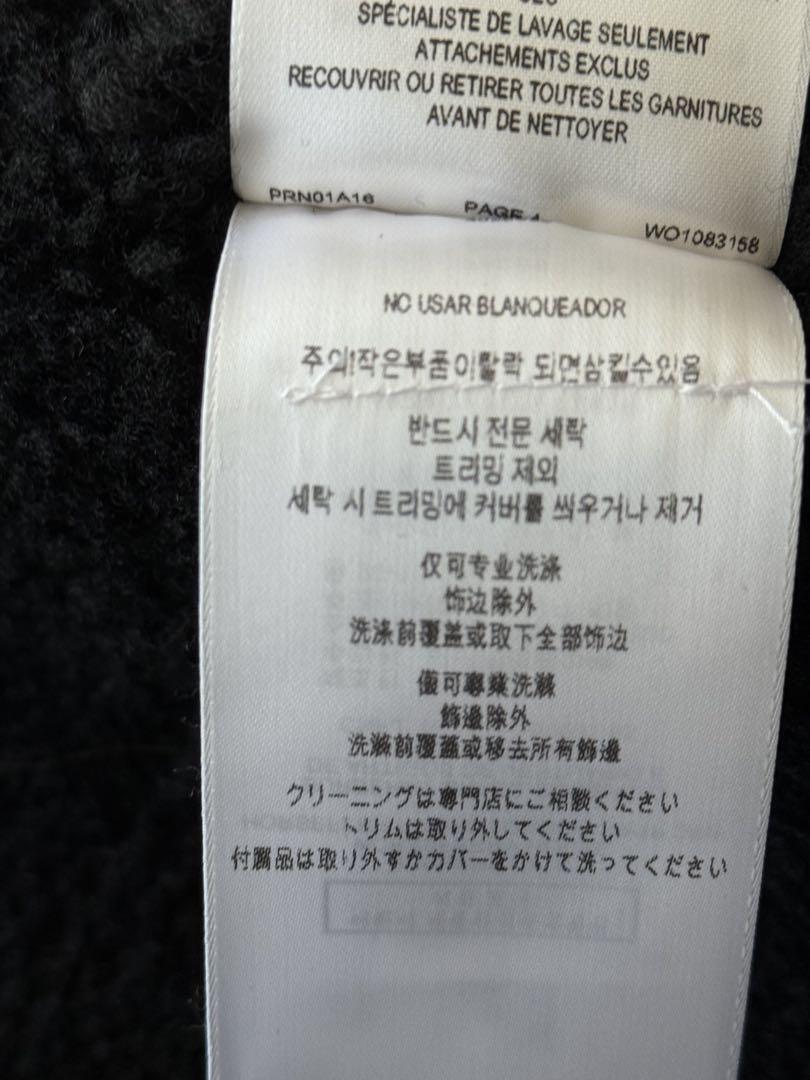 SPÉCIALISTE DE LAVAGE SEULEMENT
ATTACHEMENTS EXCLUS
RECOUVRIR OU RETIRER TOUTES LES GARNITURES
AVANT DE NETTOYER
PRN01A16 PAGE WO1083158
NO USAR BLANQUEADOR
주의!작은부품이탈락 되면삼킬수있음
반드시 전문 세탁
트리밍 제외
세탁 시 트리밍에 커버를 씌우거나 제거
仅可专业洗涤
饰边除外
洗涤前覆盖或取下全部饰边
僅可專業洗滌
飾邊除外
洗滌前覆蓋或移去所有飾邊
クリーニングは専門店にご相談ください
トリムは取り外してください
付属品は取り外すかカバーをかけて洗ってください